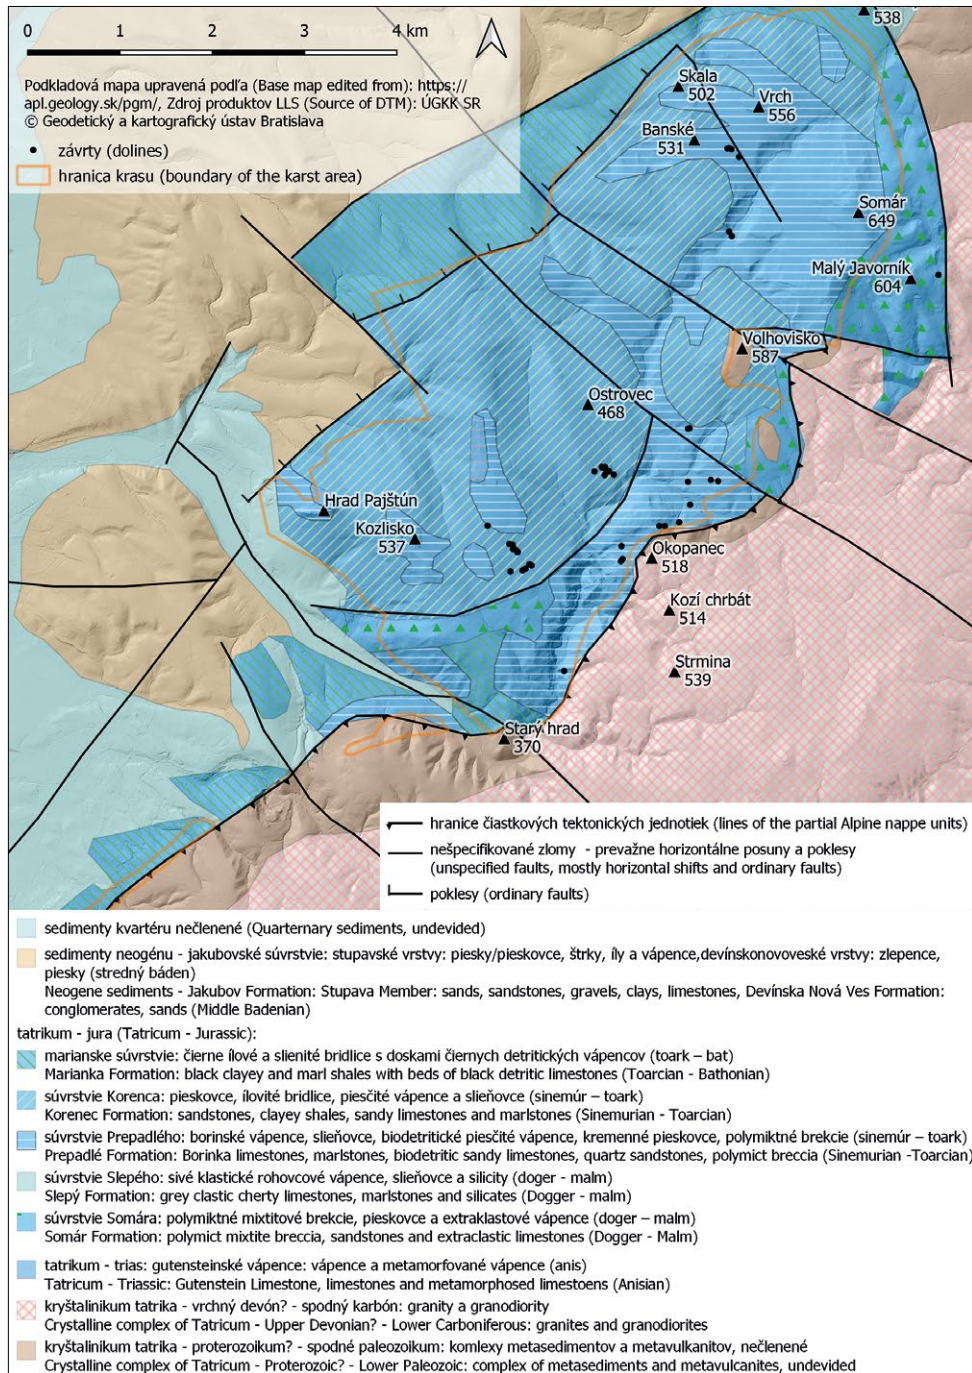 0 1 2 3 4 km
Podkladová mapa upravená podľa (Base map edited from): https://
apl.geology.sk/pgm/, Zdroj produktov LLS (Source of DTM): ÚGKK SR
© Geodetický a kartografický ústav Bratislava
závrty (dolines)
hranica krasu (boundary of the karst area)
538
Skala
502
Vrch
556
Banské
531
Somár
649
Malý Javorník
604
Volhovisko
587
Ostrovec
468
Hrad Pajštún
Kozlisko
537
Okopanec
518
Kozí chrbát
514
Strmina
539
Starý hrad
370
hranice čiastkových tektonických jednotiek (lines of the partial Alpine nappe units)
nešpecifikované zlomy - prevažne horizontálne posuny a poklesy
(unspecified faults, mostly horizontal shifts and ordinary faults)
poklesy (ordinary faults)
sedimenty kvartéru nečlenené (Quarternary sediments, undevided)
sedimenty neogénu - jakubovské súvrstvie: stupavské vrstvy: piesky/pieskovce, štrky, íly a vápence,devínskonovoveské vrstvy: zlepence,
piesky (stredný báden)
Neogene sediments - Jakubov Formation: Stupava Member: sands, sandstones, gravels, clays, limestones, Devínska Nová Ves Formation:
conglomerates, sands (Middle Badenian)
tatrikum - jura (Tatricum - Jurassic):
marianske súvrstvie: čierne ílové a slienité bridlice s doskami čiernych detritických vápencov (toark – bat)
Marianka Formation: black clayey and marl shales with beds of black detritic limestones (Toarcian - Bathonian)
súvrstvie Korenca: pieskovce, ílovité bridlice, piesčité vápence a slieňovce (sinemúr – toark)
Korenec Formation: sandstones, clayey shales, sandy limestones and marlstones (Sinemurian - Toarcian)
súvrstvie Prepadlého: borinské vápence, slieňovce, biodetritické piesčité vápence, kremenné pieskovce, polymiktné brekcie (sinemúr – toark)
Prepadlé Formation: Borinka limestones, marlstones, biodetritic sandy limestones, quartz sandstones, polymict breccia (Sinemurian -Toarcian)
súvrstvie Slepého: sivé klastické rohovcové vápence, slieňovce a silicity (doger - malm)
Slepý Formation: grey clastic cherty limestones, marlstones and silicates (Dogger - malm)
súvrstvie Somára: polymiktné mixtitové brekcie, pieskovce a extraklastové vápence (doger – malm)
Somár Formation: polymict mixtite breccia, sandstones and extraclastic limestones (Dogger - Malm)
tatrikum - trias: gutensteinské vápence: vápence a metamorfované vápence (anis)
Tatricum - Triassic: Gutenstein Limestone, limestones and metamorphosed limestoens (Anisian)
kryštalinikum tatrika - vrchný devón? - spodný karbón: granity a granodiority
Crystalline complex of Tatricum - Upper Devonian? - Lower Carboniferous: granites and granodiorites
kryštalinikum tatrika - proterozoikum? - spodné paleozoikum: komlexy metasedimentov a metavulkanitov, nečlenené
Crystalline complex of Tatricum - Proterozoic? - Lower Paleozoic: complex of metasediments and metavulcanites, undevided